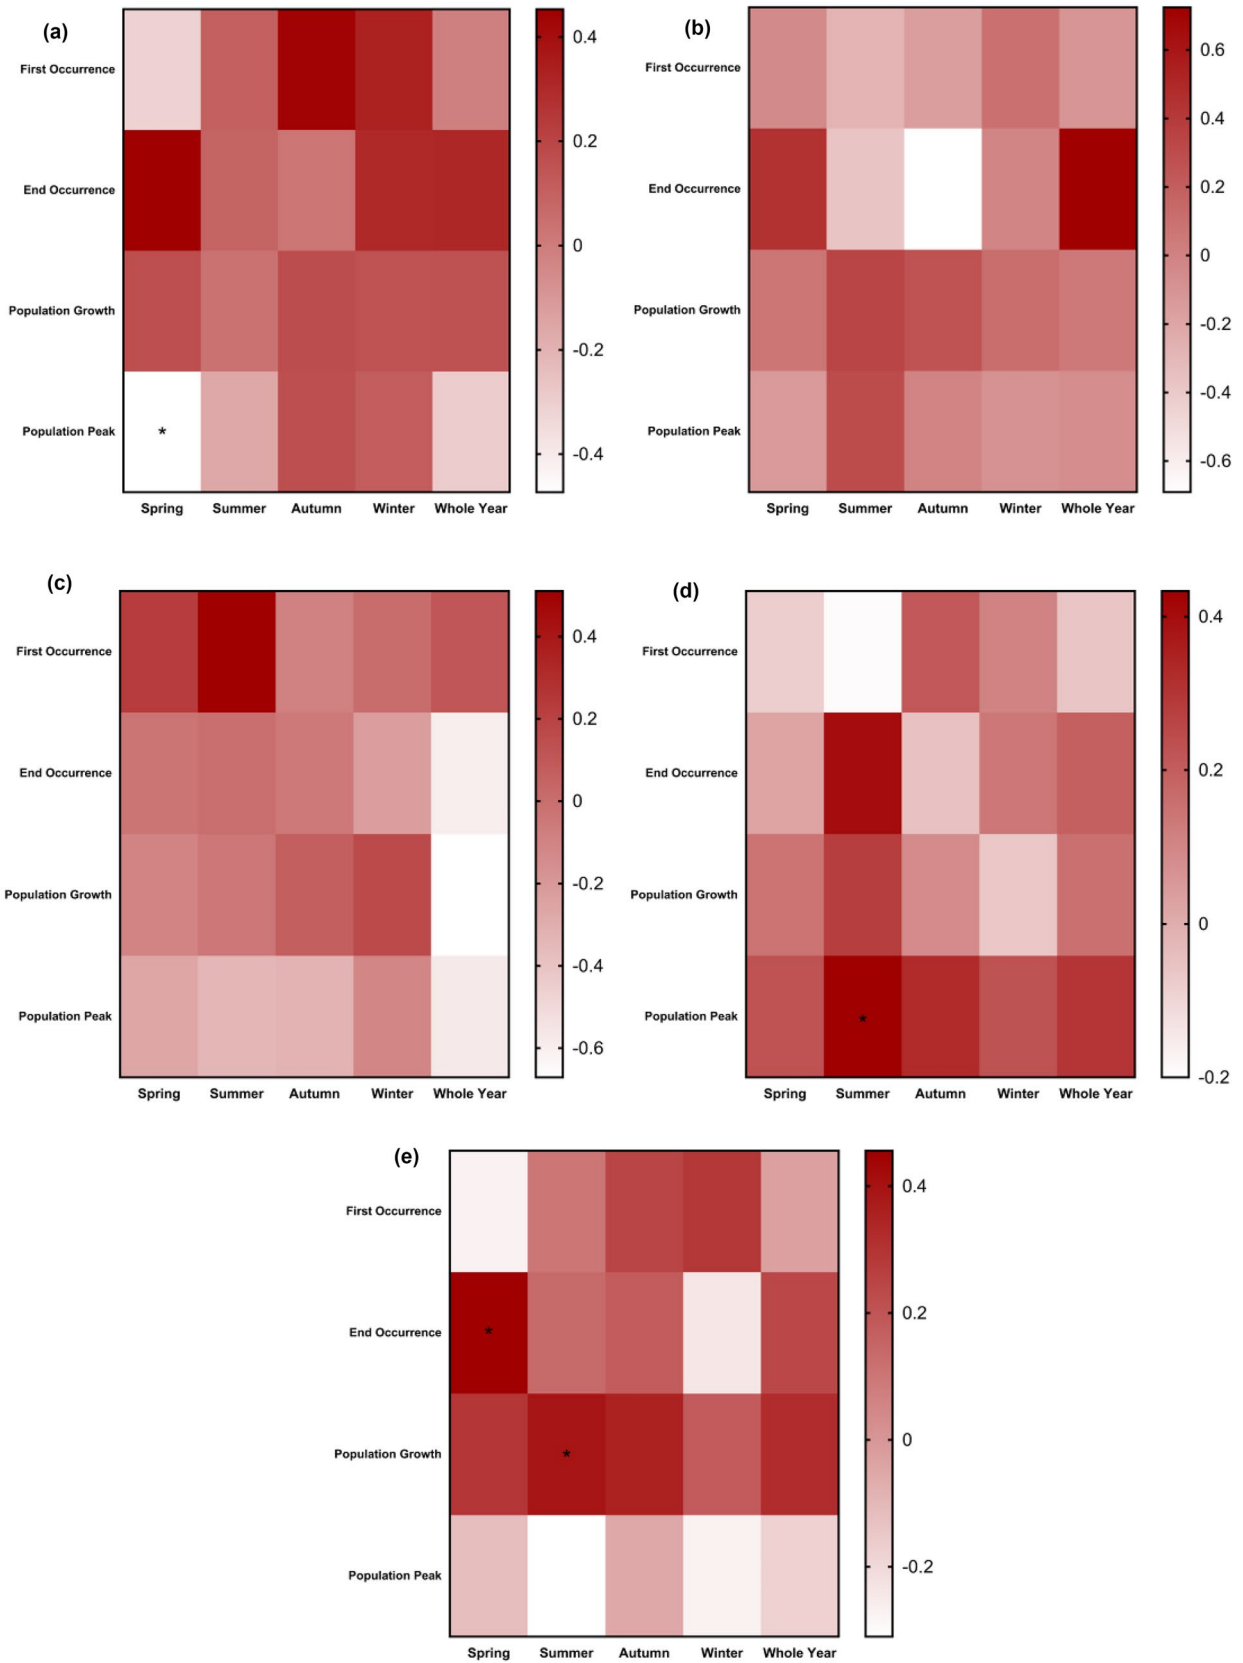 (a)
First Occurrence
End Occurrence
Population Growth
Population Peak
*
Spring Summer Autumn Winter Whole Year
0.4
0.2
0
-0.2
-0.4
(b)
First Occurrence
End Occurrence
Population Growth
Population Peak
Spring Summer Autumn Winter Whole Year
0.6
0.4
0.2
0
-0.2
-0.4
-0.6
(c)
First Occurrence
End Occurrence
Population Growth
Population Peak
Spring Summer Autumn Winter Whole Year
0.4
0.2
0
-0.2
-0.4
-0.6
(d)
First Occurrence
End Occurrence
Population Growth
Population Peak
*
Spring Summer Autumn Winter Whole Year
0.4
0.2
0
-0.2
(e)
First Occurrence
End Occurrence
*
Population Growth
*
Population Peak
Spring Summer Autumn Winter Whole Year
0.4
0.2
0
-0.2